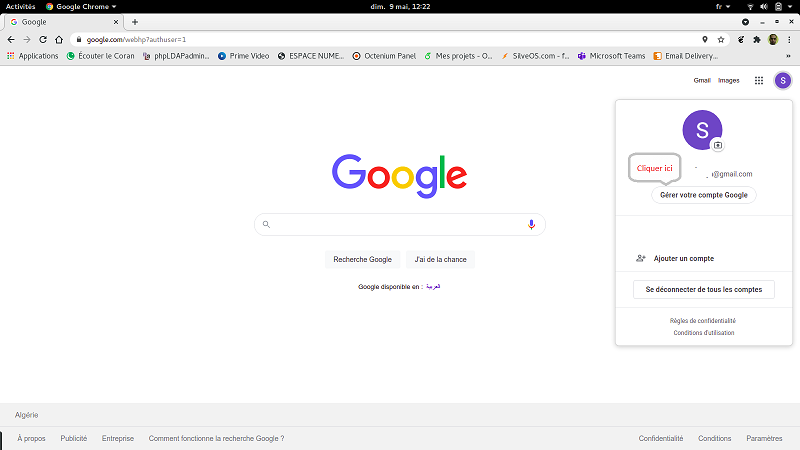 Activités Google Chrome dim. 9 mai, 12:22 fr
Google
google.com/webhp?authuser=1
Applications Ecouter le Coran phpLDAPadmin... Prime Video ESPACE NUME... Octenium Panel Mes projets - O... SilveOS.com - f... Microsoft Teams Email Delivery... »
Gmail Images S
S
Cliquer ici
@gmail.com
Gérer votre compte Google
Google
Ajouter un compte
Recherche Google J'ai de la chance
Se déconnecter de tous les comptes
Google disponible en : العربية
Règles de confidentialité
Conditions d'utilisation
Algérie
À propos Publicité Entreprise Comment fonctionne la recherche Google ? Confidentialité Conditions Paramètres